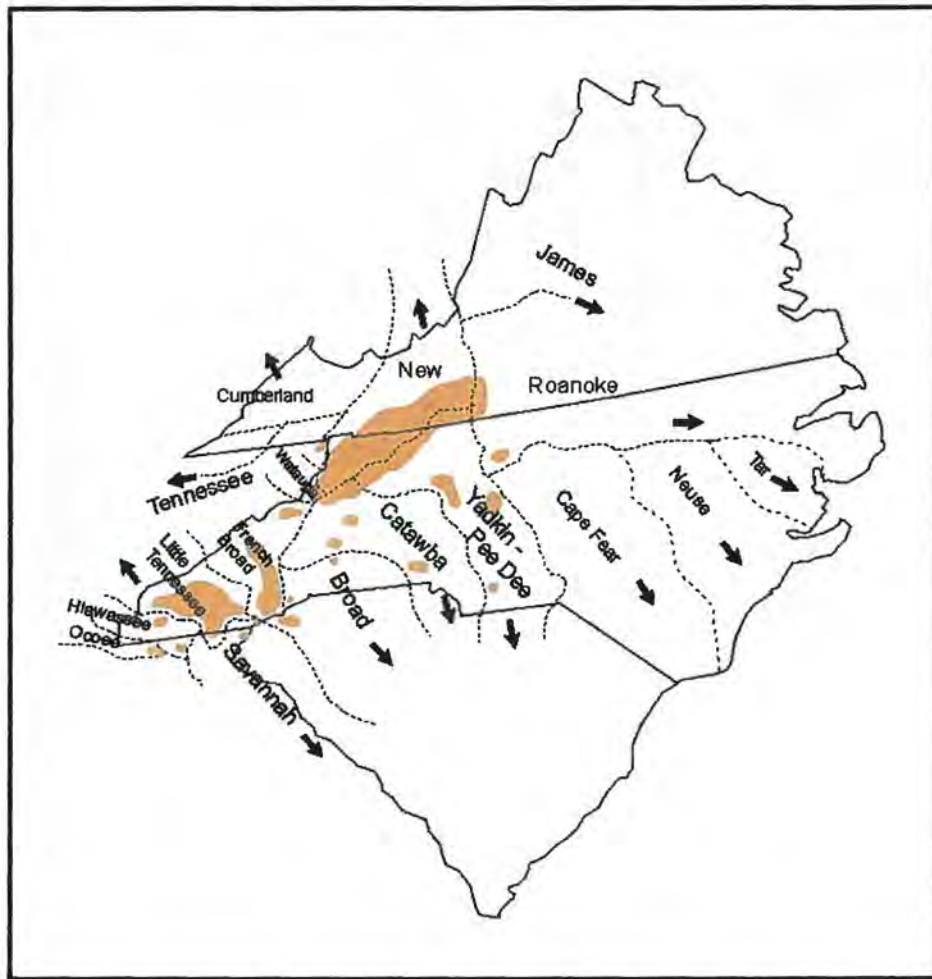 James
New
Roanoke
Cumberland
Watauga
Tennessee
Tar
Neuse
Cape Fear
Yadkin -
Pee Dee
Catawba
French
Broad
Little
Tennessee
Broad
Hiawassee
Ocoee
Savannah